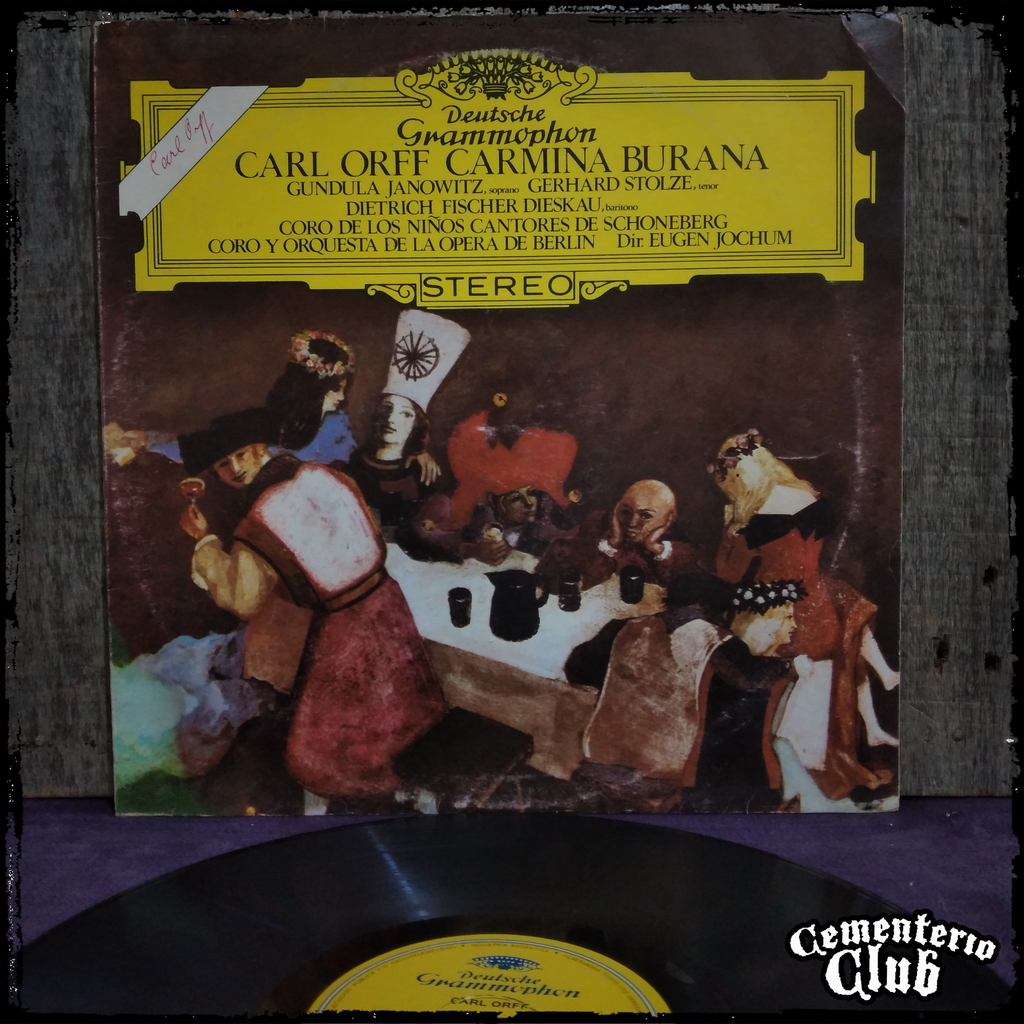 Carl Orff
Deutsche
Grammophon
CARL ORFF CARMINA BURANA
GUNDULA JANOWITZ, soprano GERHARD STOLZE, tenor
DIETRICH FISCHER DIESKAU, baritono
CORO DE LOS NIÑOS CANTORES DE SCHONEBERG
CORO Y ORQUESTA DE LA OPERA DE BERLIN Dir. EUGEN JOCHUM
STEREO
Deutsche
Grammophon
CARL ORFF
Cementerio
Club